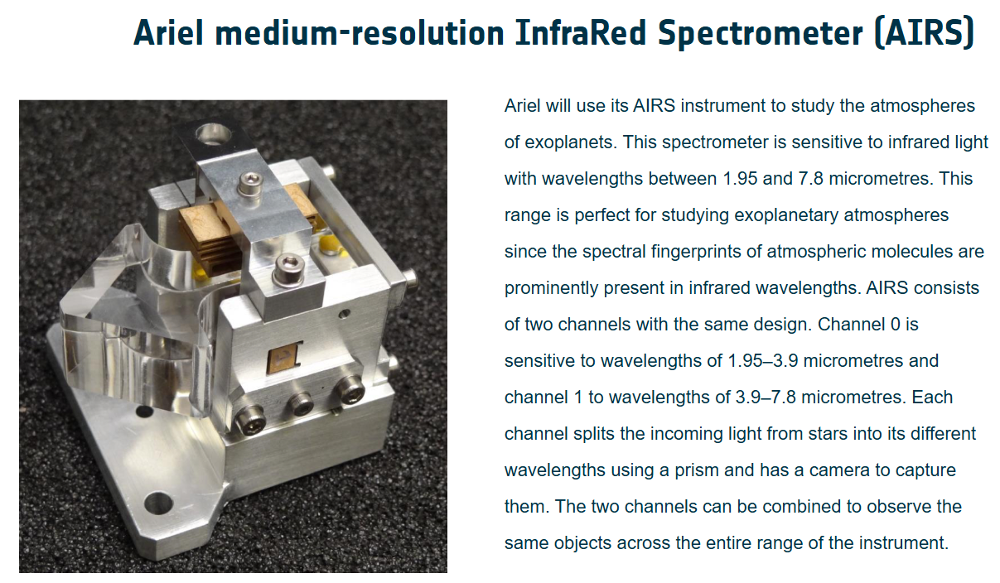 Ariel medium-resolution InfraRed Spectrometer (AIRS)
Ariel will use its AIRS instrument to study the atmospheres
of exoplanets. This spectrometer is sensitive to infrared light
with wavelengths between 1.95 and 7.8 micrometres. This
range is perfect for studying exoplanetary atmospheres
since the spectral fingerprints of atmospheric molecules are
prominently present in infrared wavelengths. AIRS consists
of two channels with the same design. Channel 0 is
sensitive to wavelengths of 1.95–3.9 micrometres and
channel 1 to wavelengths of 3.9–7.8 micrometres. Each
channel splits the incoming light from stars into its different
wavelengths using a prism and has a camera to capture
them. The two channels can be combined to observe the
same objects across the entire range of the instrument.